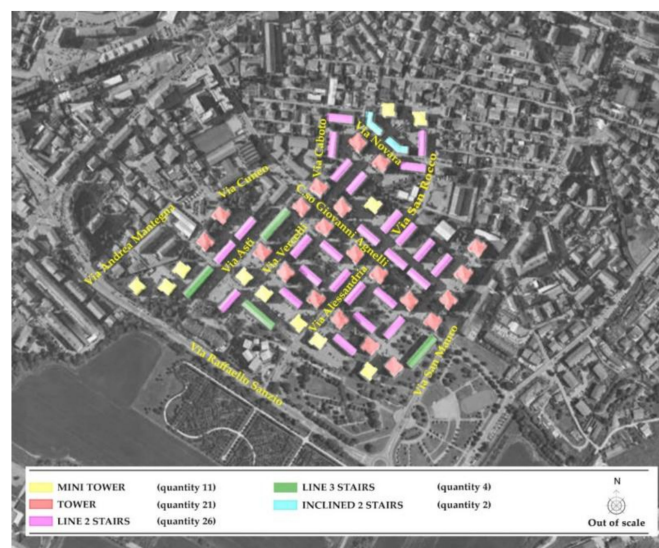 Via Caboto
Via Novara
Via San Rocco
Via Cuneo
C.so Giovanni Agnelli
Via Andrea Mantegna
Via Asti
Via Vercelli
Via Alessandria
Via Raffaello Sanzio
Via San Mauro
MINI TOWER (quantity 11)
TOWER (quantity 21)
LINE 2 STAIRS (quantity 26)
LINE 3 STAIRS (quantity 4)
INCLINED 2 STAIRS (quantity 2)
N
Out of scale